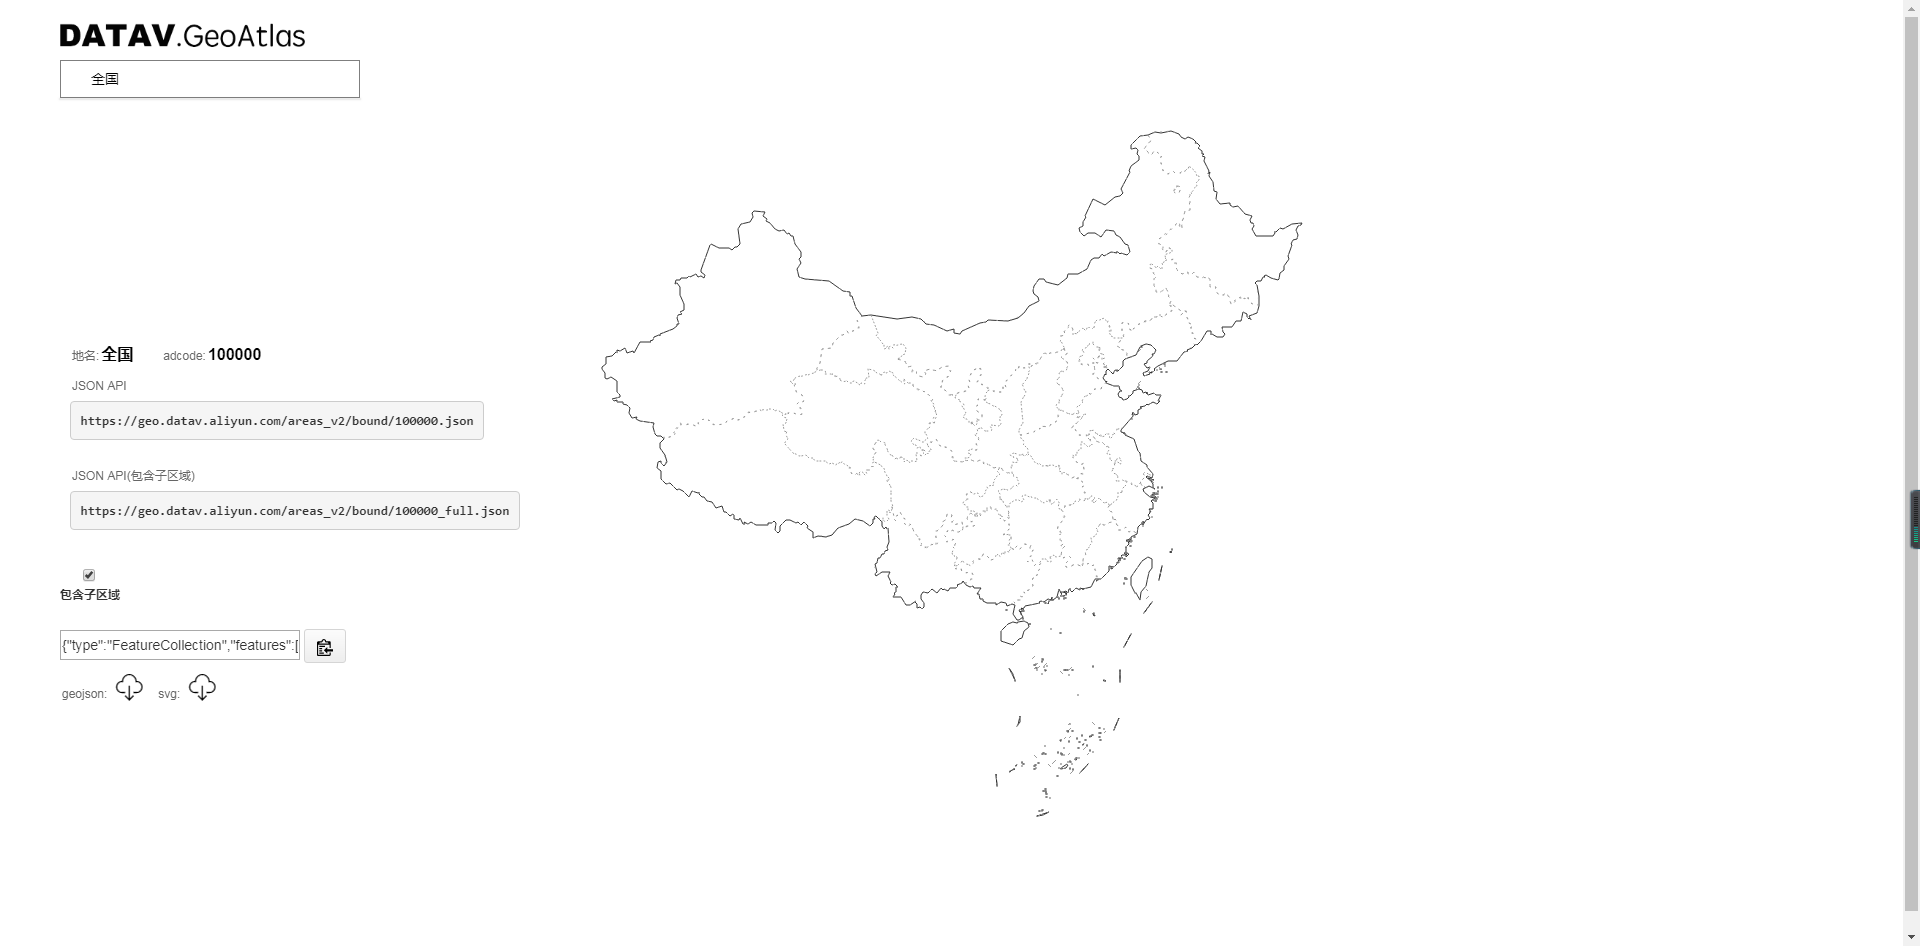 DATAV.GeoAtlas
全国
地名: 全国 adcode: 100000
JSON API
https://geo.datav.aliyun.com/areas_v2/bound/100000.json
JSON API(包含子区域)
https://geo.datav.aliyun.com/areas_v2/bound/100000_full.json
包含子区域
{"type":"FeatureCollection","features":[
geojson: svg: